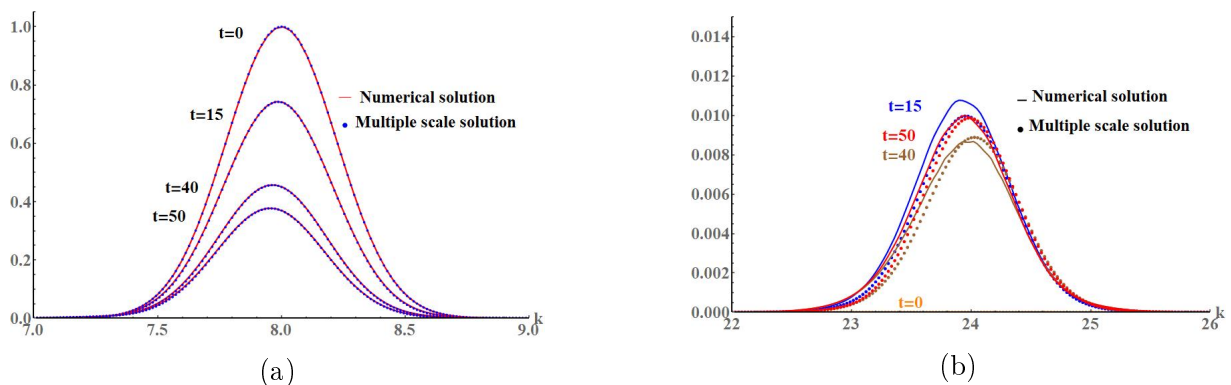 1.0
0.8
0.6
0.4
0.2
0.0
7.0
7.5
8.0
8.5
9.0
k
t=0
t=15
t=40
t=50
Numerical solution
Multiple scale solution
(a)
0.014
0.012
0.010
0.008
0.006
0.004
0.002
0.000
22
23
24
25
26
k
t=15
t=50
t=40
t=0
Numerical solution
Multiple scale solution
(b)